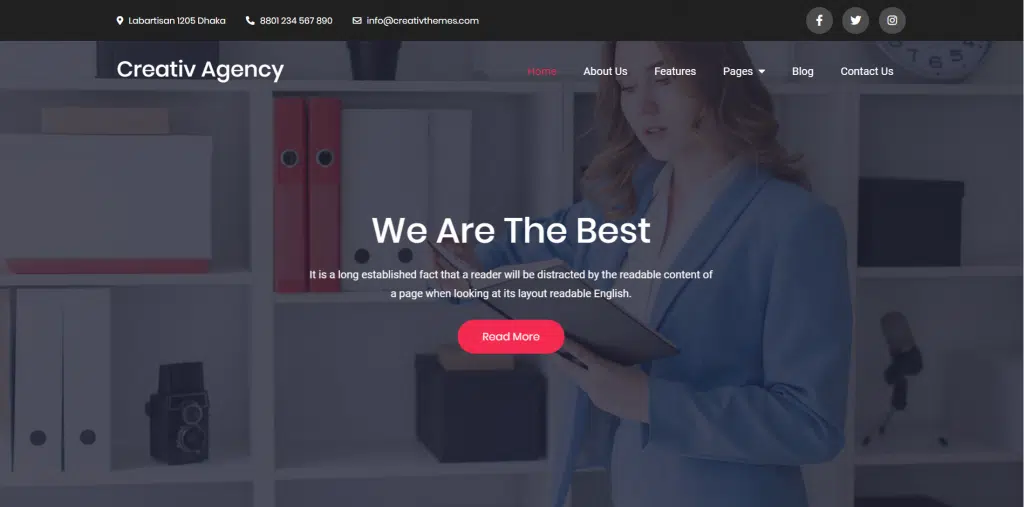 Labartisan 1205 Dhaka 8801 234 567 890 info@creativthemes.com
Creativ Agency Home About Us Features Pages Blog Contact Us
We Are The Best
It is a long established fact that a reader will be distracted by the readable content of
a page when looking at its layout readable English.
Read More